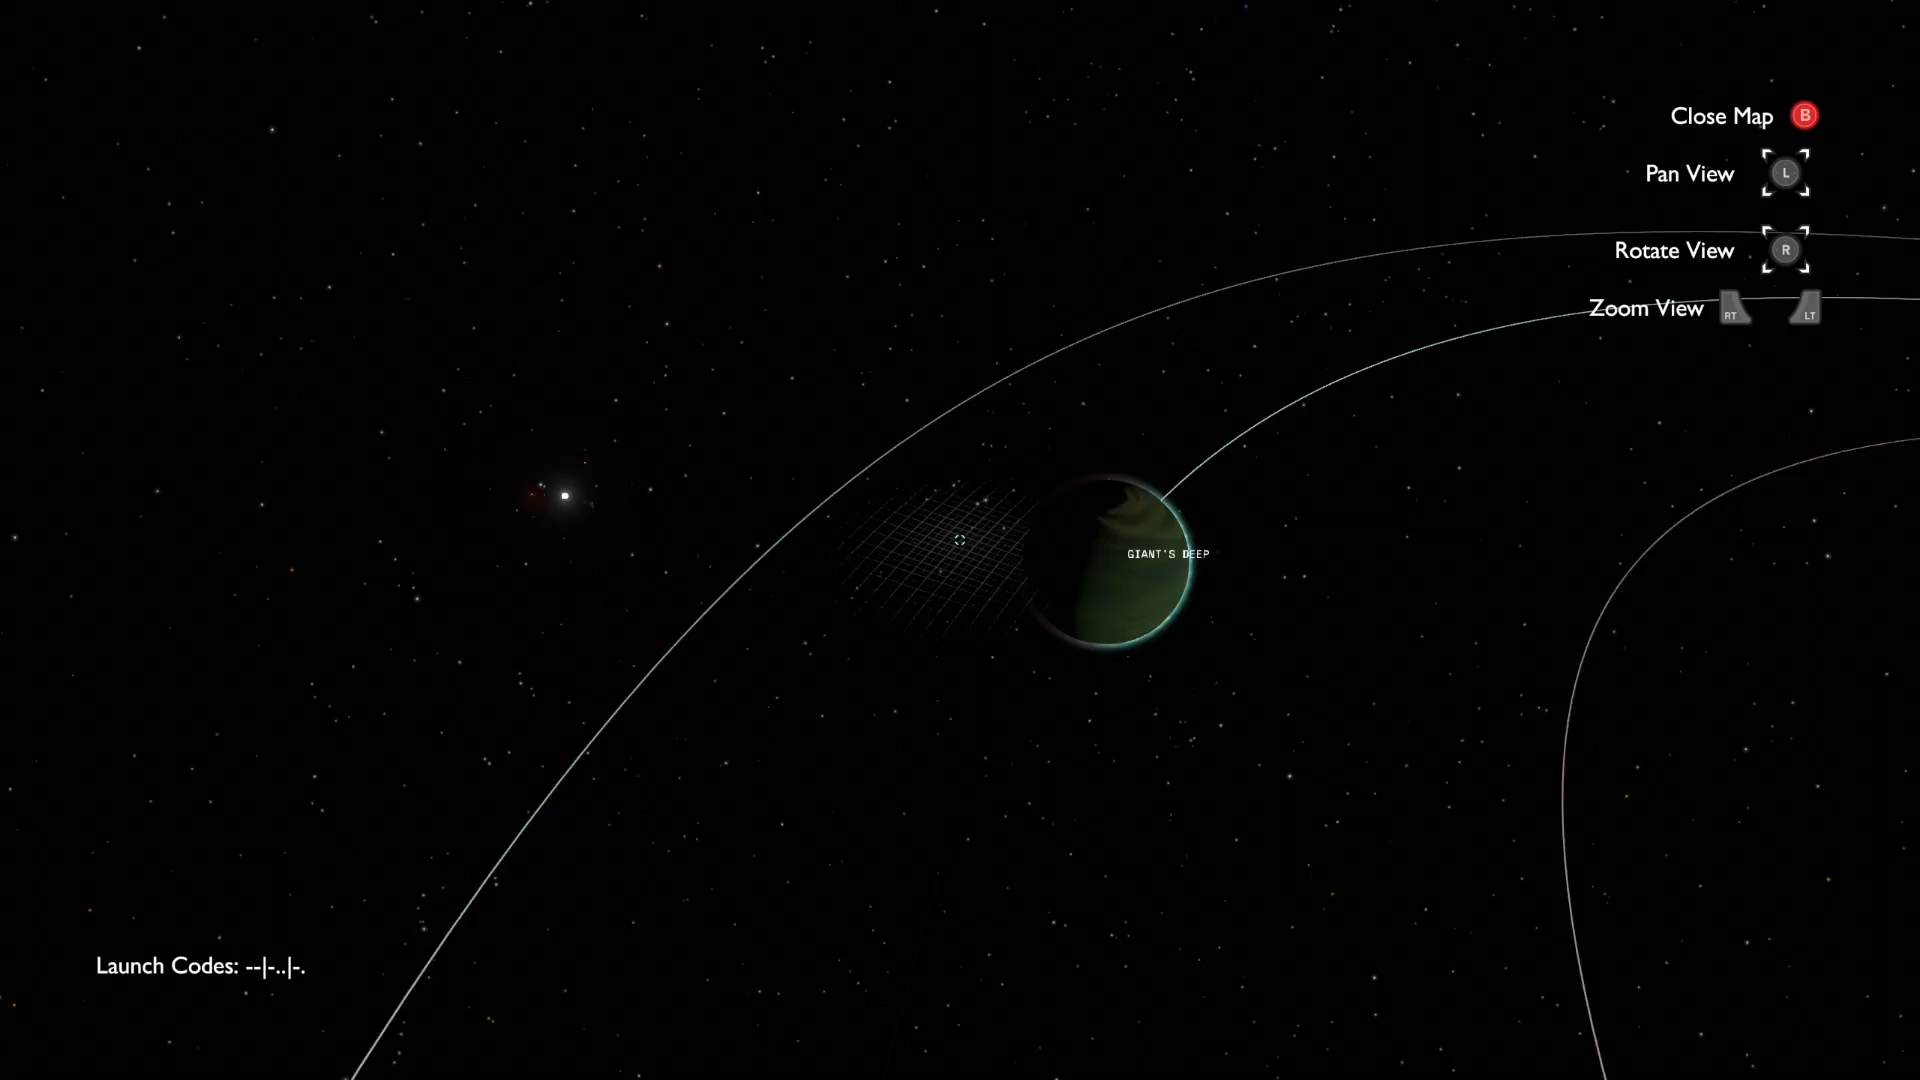 Close Map B
Pan View L
Rotate View R
Zoom View RT LT
GIANT'S DEEP
Launch Codes: --|-..|-.